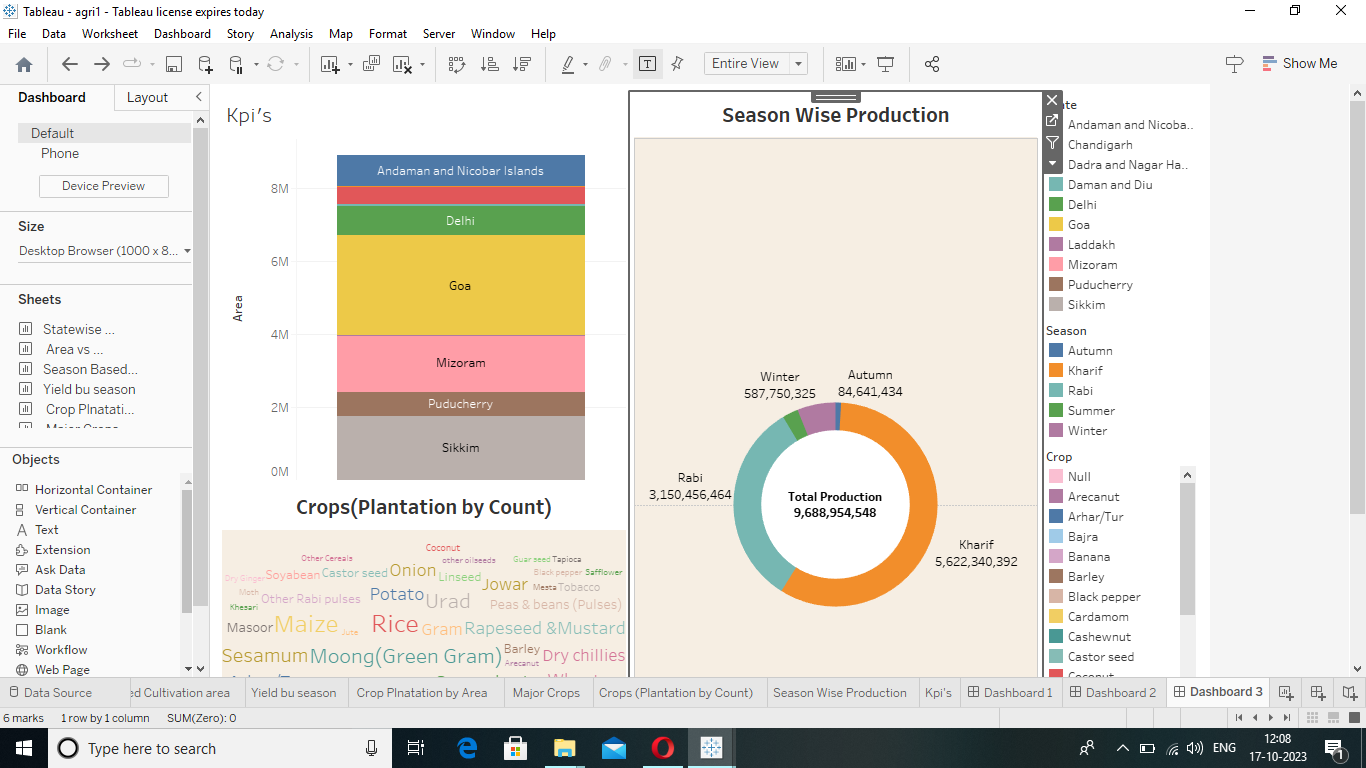 Tableau - agri1 - Tableau license expires today
File Data Worksheet Dashboard Story Analysis Map Format Server Window Help
Entire View
Show Me
Dashboard Layout
Default
Phone
Device Preview
Size
Desktop Browser (1000 x 8...
Sheets
Statewise ...
Area vs ...
Season Based...
Yield bu season
Crop Plnatati...
Objects
Horizontal Container
Vertical Container
Text
Extension
Ask Data
Data Story
Image
Blank
Workflow
Web Page
Kpi's
Area
8M
6M
4M
2M
0M
Andaman and Nicobar Islands
Delhi
Goa
Mizoram
Puducherry
Sikkim
Crops(Plantation by Count)
Coconut
Other Cereals other oilseeds Guar seed Tapioca
Dry Ginger Soyabean Castor seed Onion Linseed Jowar Black pepper Safflower
Moth Potato Mesta Tobacco
Khesari Other Rabi pulses Urad Peas & beans (Pulses)
Masoor Maize Jute Rice Gram Rapeseed &Mustard
Sesamum Moong(Green Gram) Barley Arecanut Dry chillies
Season Wise Production
Winter
587,750,325
Autumn
84,641,434
Rabi
3,150,456,464
Total Production
9,688,954,548
Kharif
5,622,340,392
Andaman and Nicoba..
Chandigarh
Dadra and Nagar Ha..
Daman and Diu
Delhi
Goa
Laddakh
Mizoram
Puducherry
Sikkim
Season
Autumn
Kharif
Rabi
Summer
Winter
Crop
Null
Arecanut
Arhar/Tur
Bajra
Banana
Barley
Black pepper
Cardamom
Cashewnut
Castor seed
Data Source ed Cultivation area Yield bu season Crop Plnatation by Area Major Crops Crops (Plantation by Count) Season Wise Production Kpi's Dashboard 1 Dashboard 2 Dashboard 3
6 marks 1 row by 1 column SUM(Zero): 0
Type here to search
ENG
12:08
17-10-2023
1